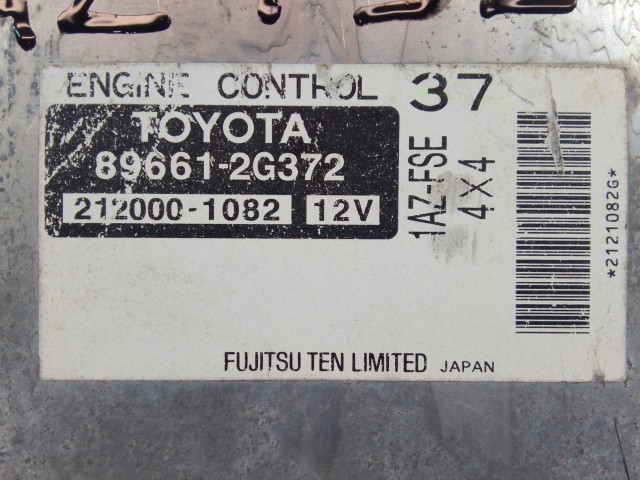 ENGINE CONTROL 37
TOYOTA
89661-2G372
212000-1082 12V
1AZ-FSE
4X4
*2121082G*
FUJITSU TEN LIMITED JAPAN